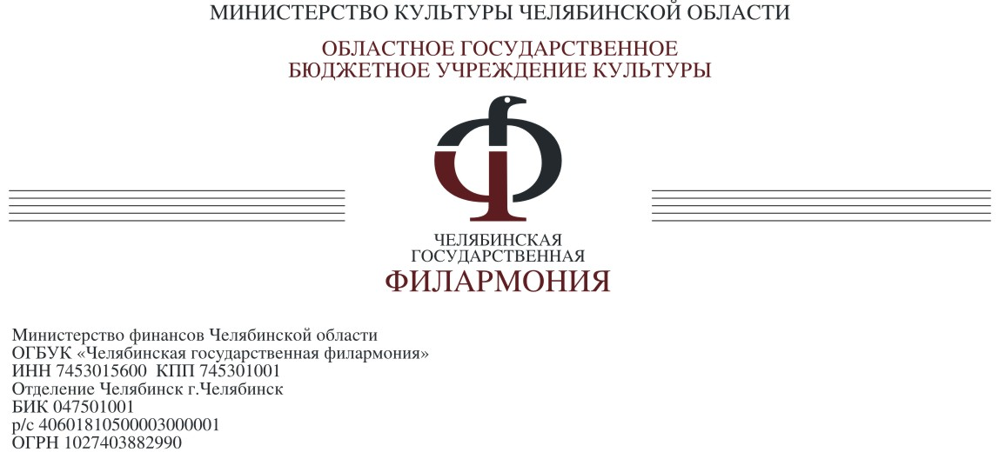 МИНИСТЕРСТВО КУЛЬТУРЫ ЧЕЛЯБИНСКОЙ ОБЛАСТИ
ОБЛАСТНОЕ ГОСУДАРСТВЕННОЕ
БЮДЖЕТНОЕ УЧРЕЖДЕНИЕ КУЛЬТУРЫ
ЧЕЛЯБИНСКАЯ
ГОСУДАРСТВЕННАЯ
ФИЛАРМОНИЯ
Министерство финансов Челябинской области
ОГБУК «Челябинская государственная филармония»
ИНН 7453015600 КПП 745301001
Отделение Челябинск г.Челябинск
БИК 047501001
р/с 40601810500003000001
ОГРН 1027403882990